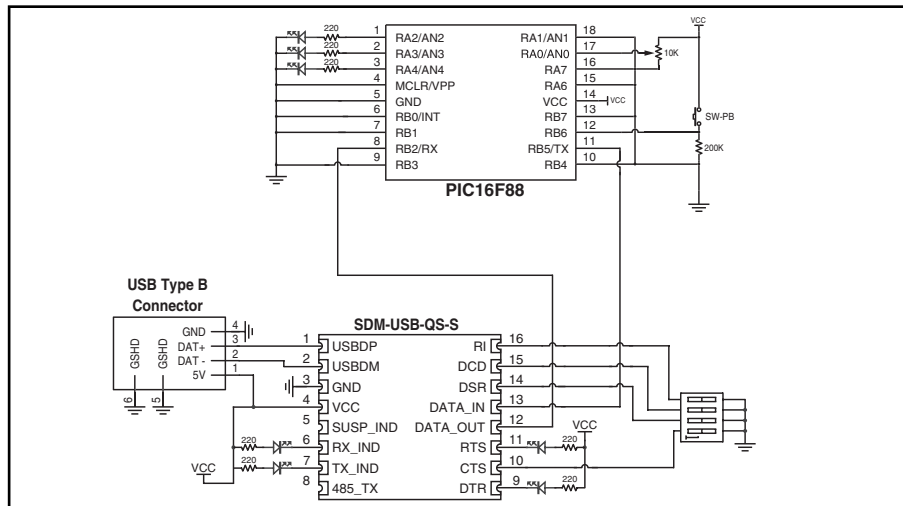 VCC
220 1 RA2/AN2 RA1/AN1 18
220 2 RA3/AN3 RA0/AN0 17 10K
220 3 RA4/AN4 RA7 16
4 MCLR/VPP RA6 15
5 GND VCC 14 VCC
6 RB0/INT RB7 13 SW-PB
7 RB1 RB6 12
8 RB2/RX RB5/TX 11 200K
9 RB3 RB4 10
PIC16F88
USB Type B
Connector
GSHD GSHD
GND 4
DAT+ 3
DAT - 2
5V 1
6 5
SDM-USB-QS-S
1 USBDP RI 16
2 USBDM DCD 15
3 GND DSR 14
4 VCC DATA_IN 13
5 SUSP_IND DATA_OUT 12 VCC
220 6 RX_IND RTS 11 220
220 7 TX_IND CTS 10
VCC
8 485_TX DTR 9 220
1